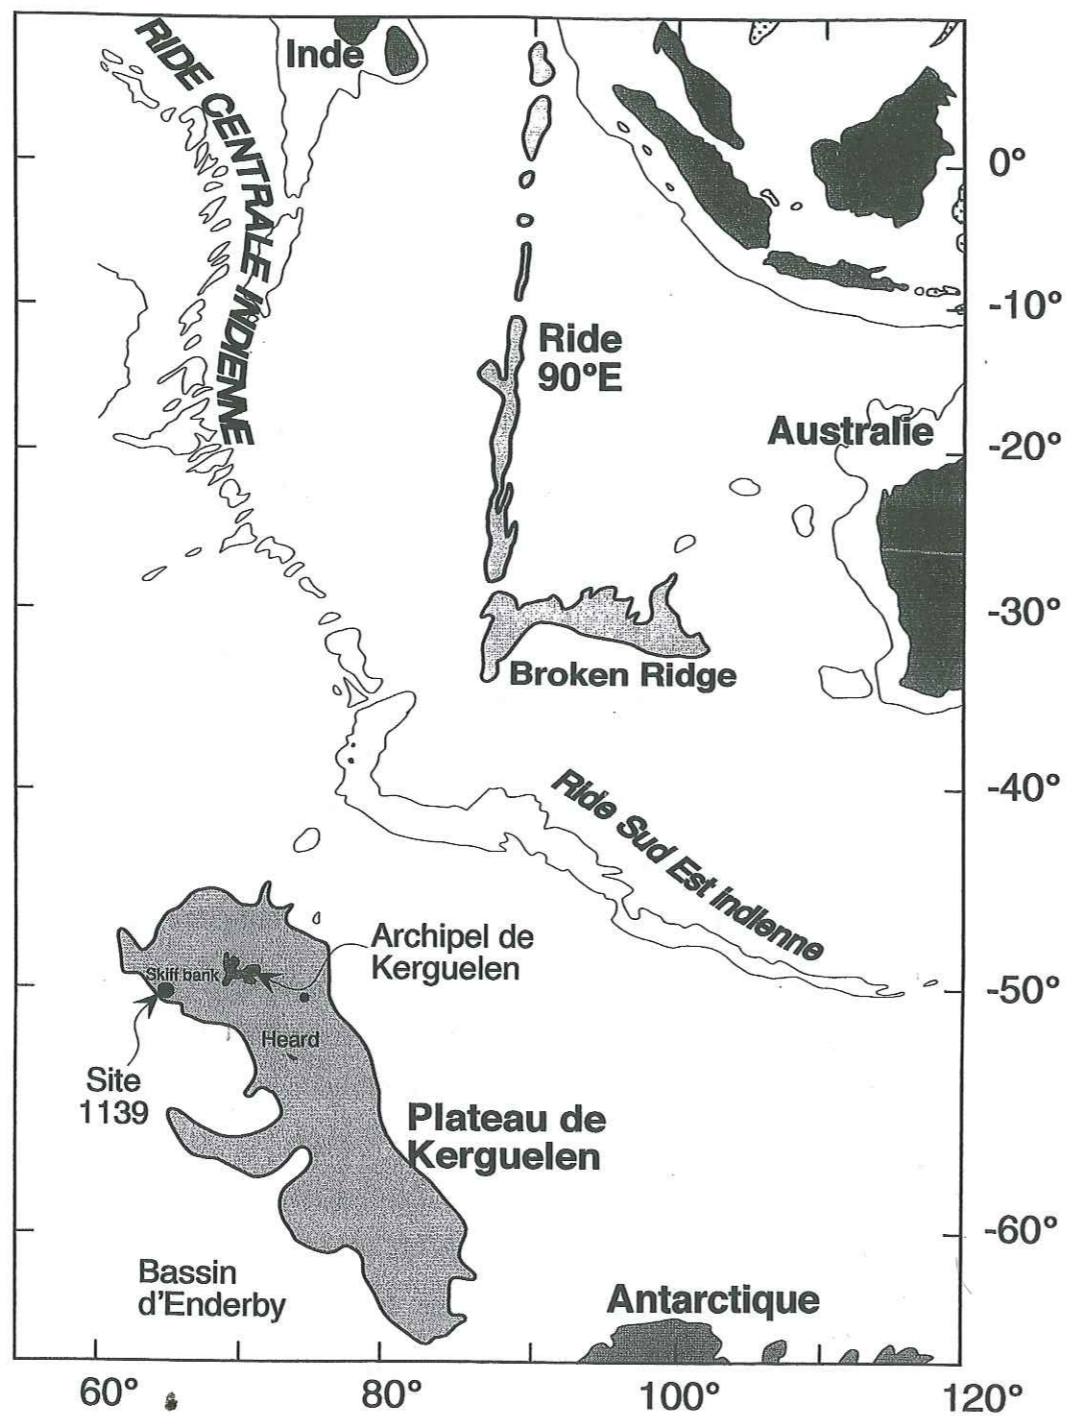 Inde
RIDE CENTRALE INDIENNE
0°
-10°
Ride
90°E
Australie
-20°
-30°
Broken Ridge
-40°
Ride Sud Est indienne
Archipel de
Kerguelen
Skiff bank
-50°
Heard
Site
1139
Plateau de
Kerguelen
-60°
Bassin
d'Enderby
Antarctique
60°
80°
100°
120°